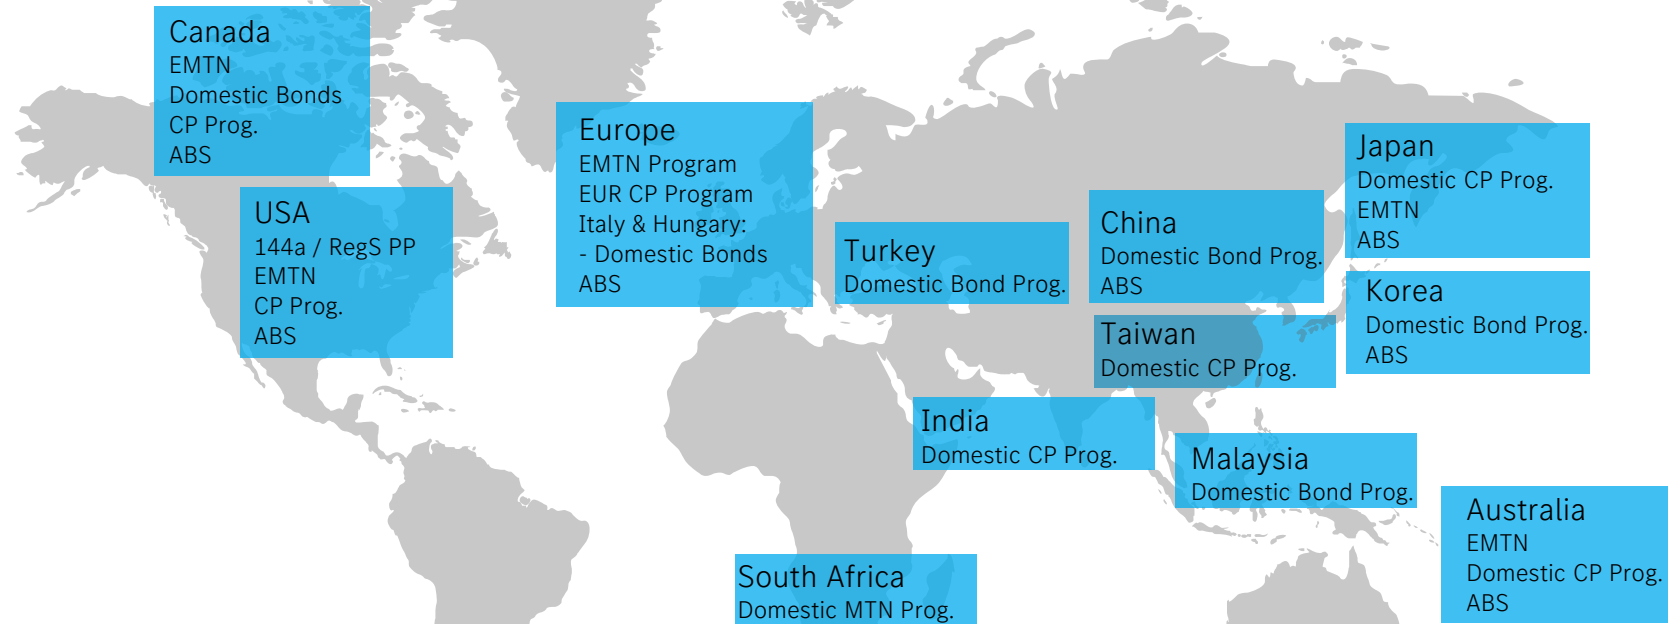 Canada
EMTN
Domestic Bonds
CP Prog.
ABS
USA
144a / RegS PP
EMTN
CP Prog.
ABS
Europe
EMTN Program
EUR CP Program
Italy & Hungary:
- Domestic Bonds
ABS
Turkey
Domestic Bond Prog.
China
Domestic Bond Prog.
ABS
Japan
Domestic CP Prog.
EMTN
ABS
Korea
Domestic Bond Prog.
ABS
Taiwan
Domestic CP Prog.
India
Domestic CP Prog.
Malaysia
Domestic Bond Prog.
Australia
EMTN
Domestic CP Prog.
ABS
South Africa
Domestic MTN Prog.